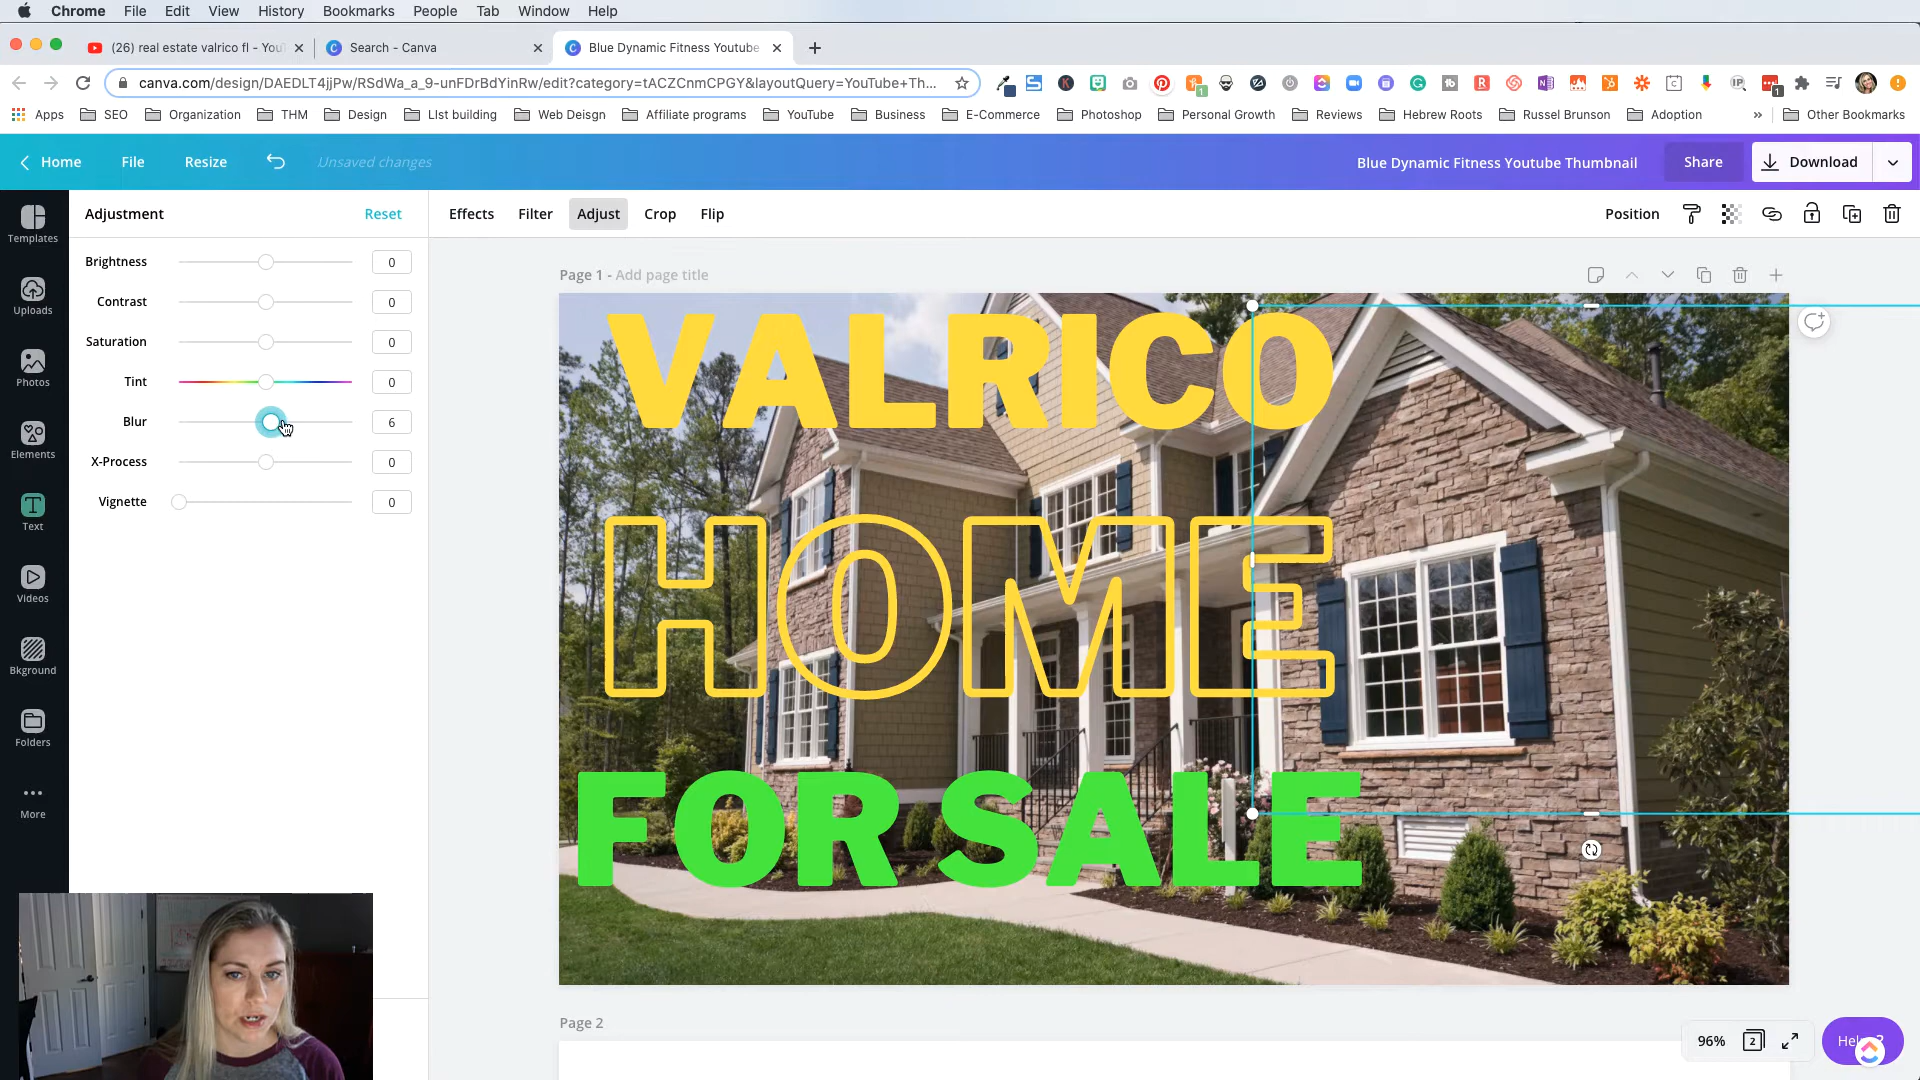 Chrome File Edit View History Bookmarks People Tab Window Help
(26) real estate valrico fl - You
Search - Canva
Blue Dynamic Fitness Youtube
canva.com/design/DAEDLT4jjPw/RSdWa_a_9-unFDrBdYinRw/edit?category=tACZCnmCPGY&layoutQuery=YouTube+Th...
Apps SEO Organization THM Design LIst building Web Deisgn Affiliate programs YouTube Business E-Commerce Photoshop Personal Growth Reviews Hebrew Roots Russel Brunson Adoption » Other Bookmarks
Home File Resize Unsaved changes Blue Dynamic Fitness Youtube Thumbnail Share Download
Adjustment Reset
Effects Filter Adjust Crop Flip Position
Templates
Uploads
Photos
Elements
Text
Videos
Bkground
Folders
More
Brightness 0
Contrast 0
Saturation 0
Tint 0
Blur 6
X-Process 0
Vignette 0
Page 1 - Add page title
VALRICO
HOME
FOR SALE
Page 2
96% 2